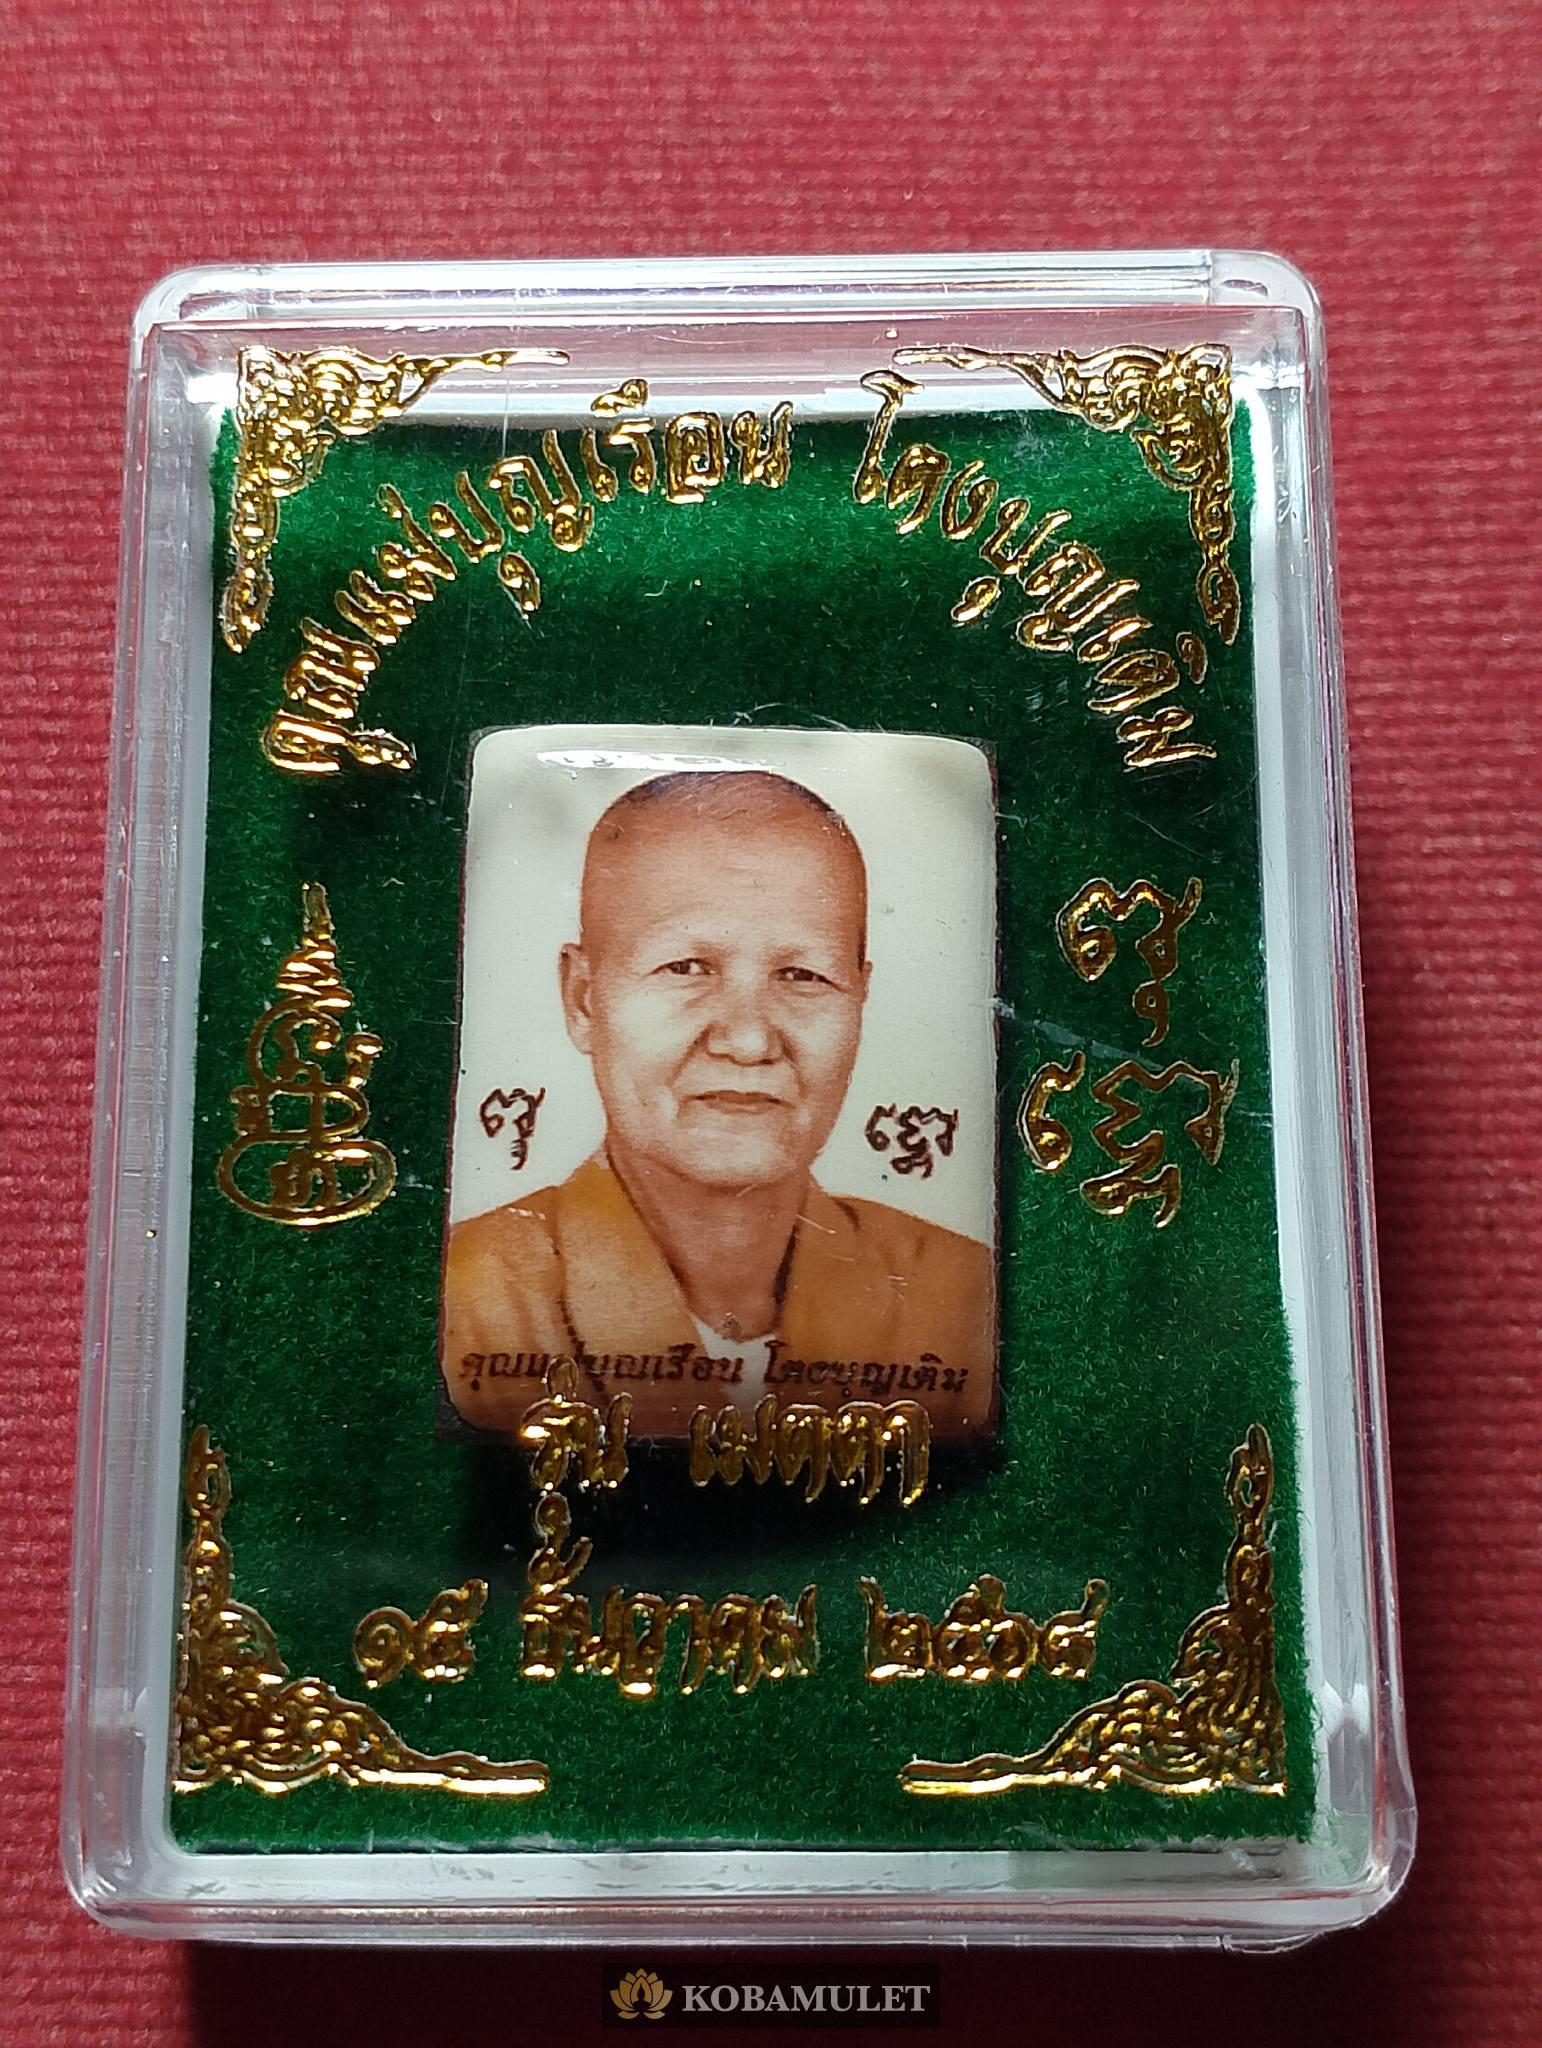 คุณแม่บุญเรือน โตงบุญเติม
คุณแม่บุญเรือน โตงบุญเติม
รุ่น เมตตา
๑๕ ธันวาคม ๒๕๖๘
KOBAMULET